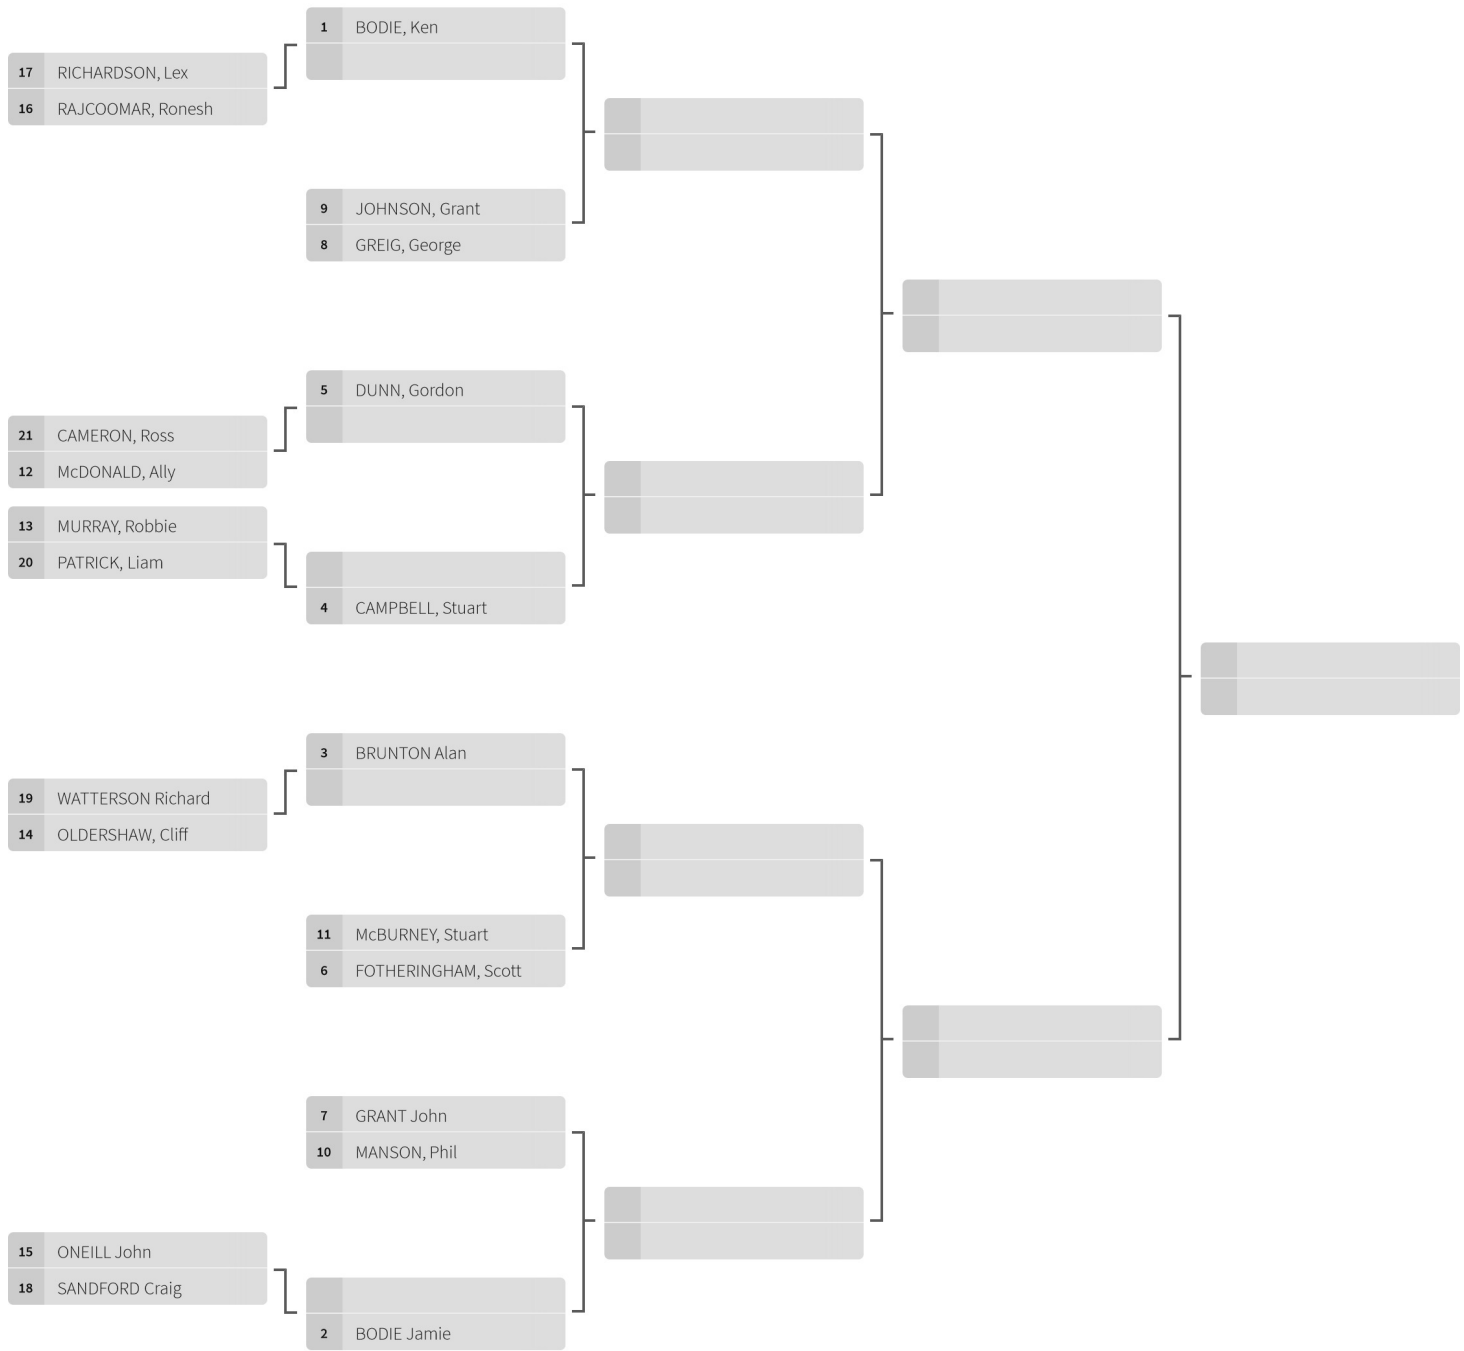 17 RICHARDSON, Lex
16 RAJCOOMAR, Ronesh
21 CAMERON, Ross
12 McDONALD, Ally
13 MURRAY, Robbie
20 PATRICK, Liam
19 WATTERSON Richard
14 OLDERSHAW, Cliff
15 ONEILL John
18 SANDFORD Craig
1 BODIE, Ken
9 JOHNSON, Grant
8 GREIG, George
5 DUNN, Gordon
4 CAMPBELL, Stuart
3 BRUNTON Alan
11 McBURNEY, Stuart
6 FOTHERINGHAM, Scott
7 GRANT John
10 MANSON, Phil
2 BODIE Jamie